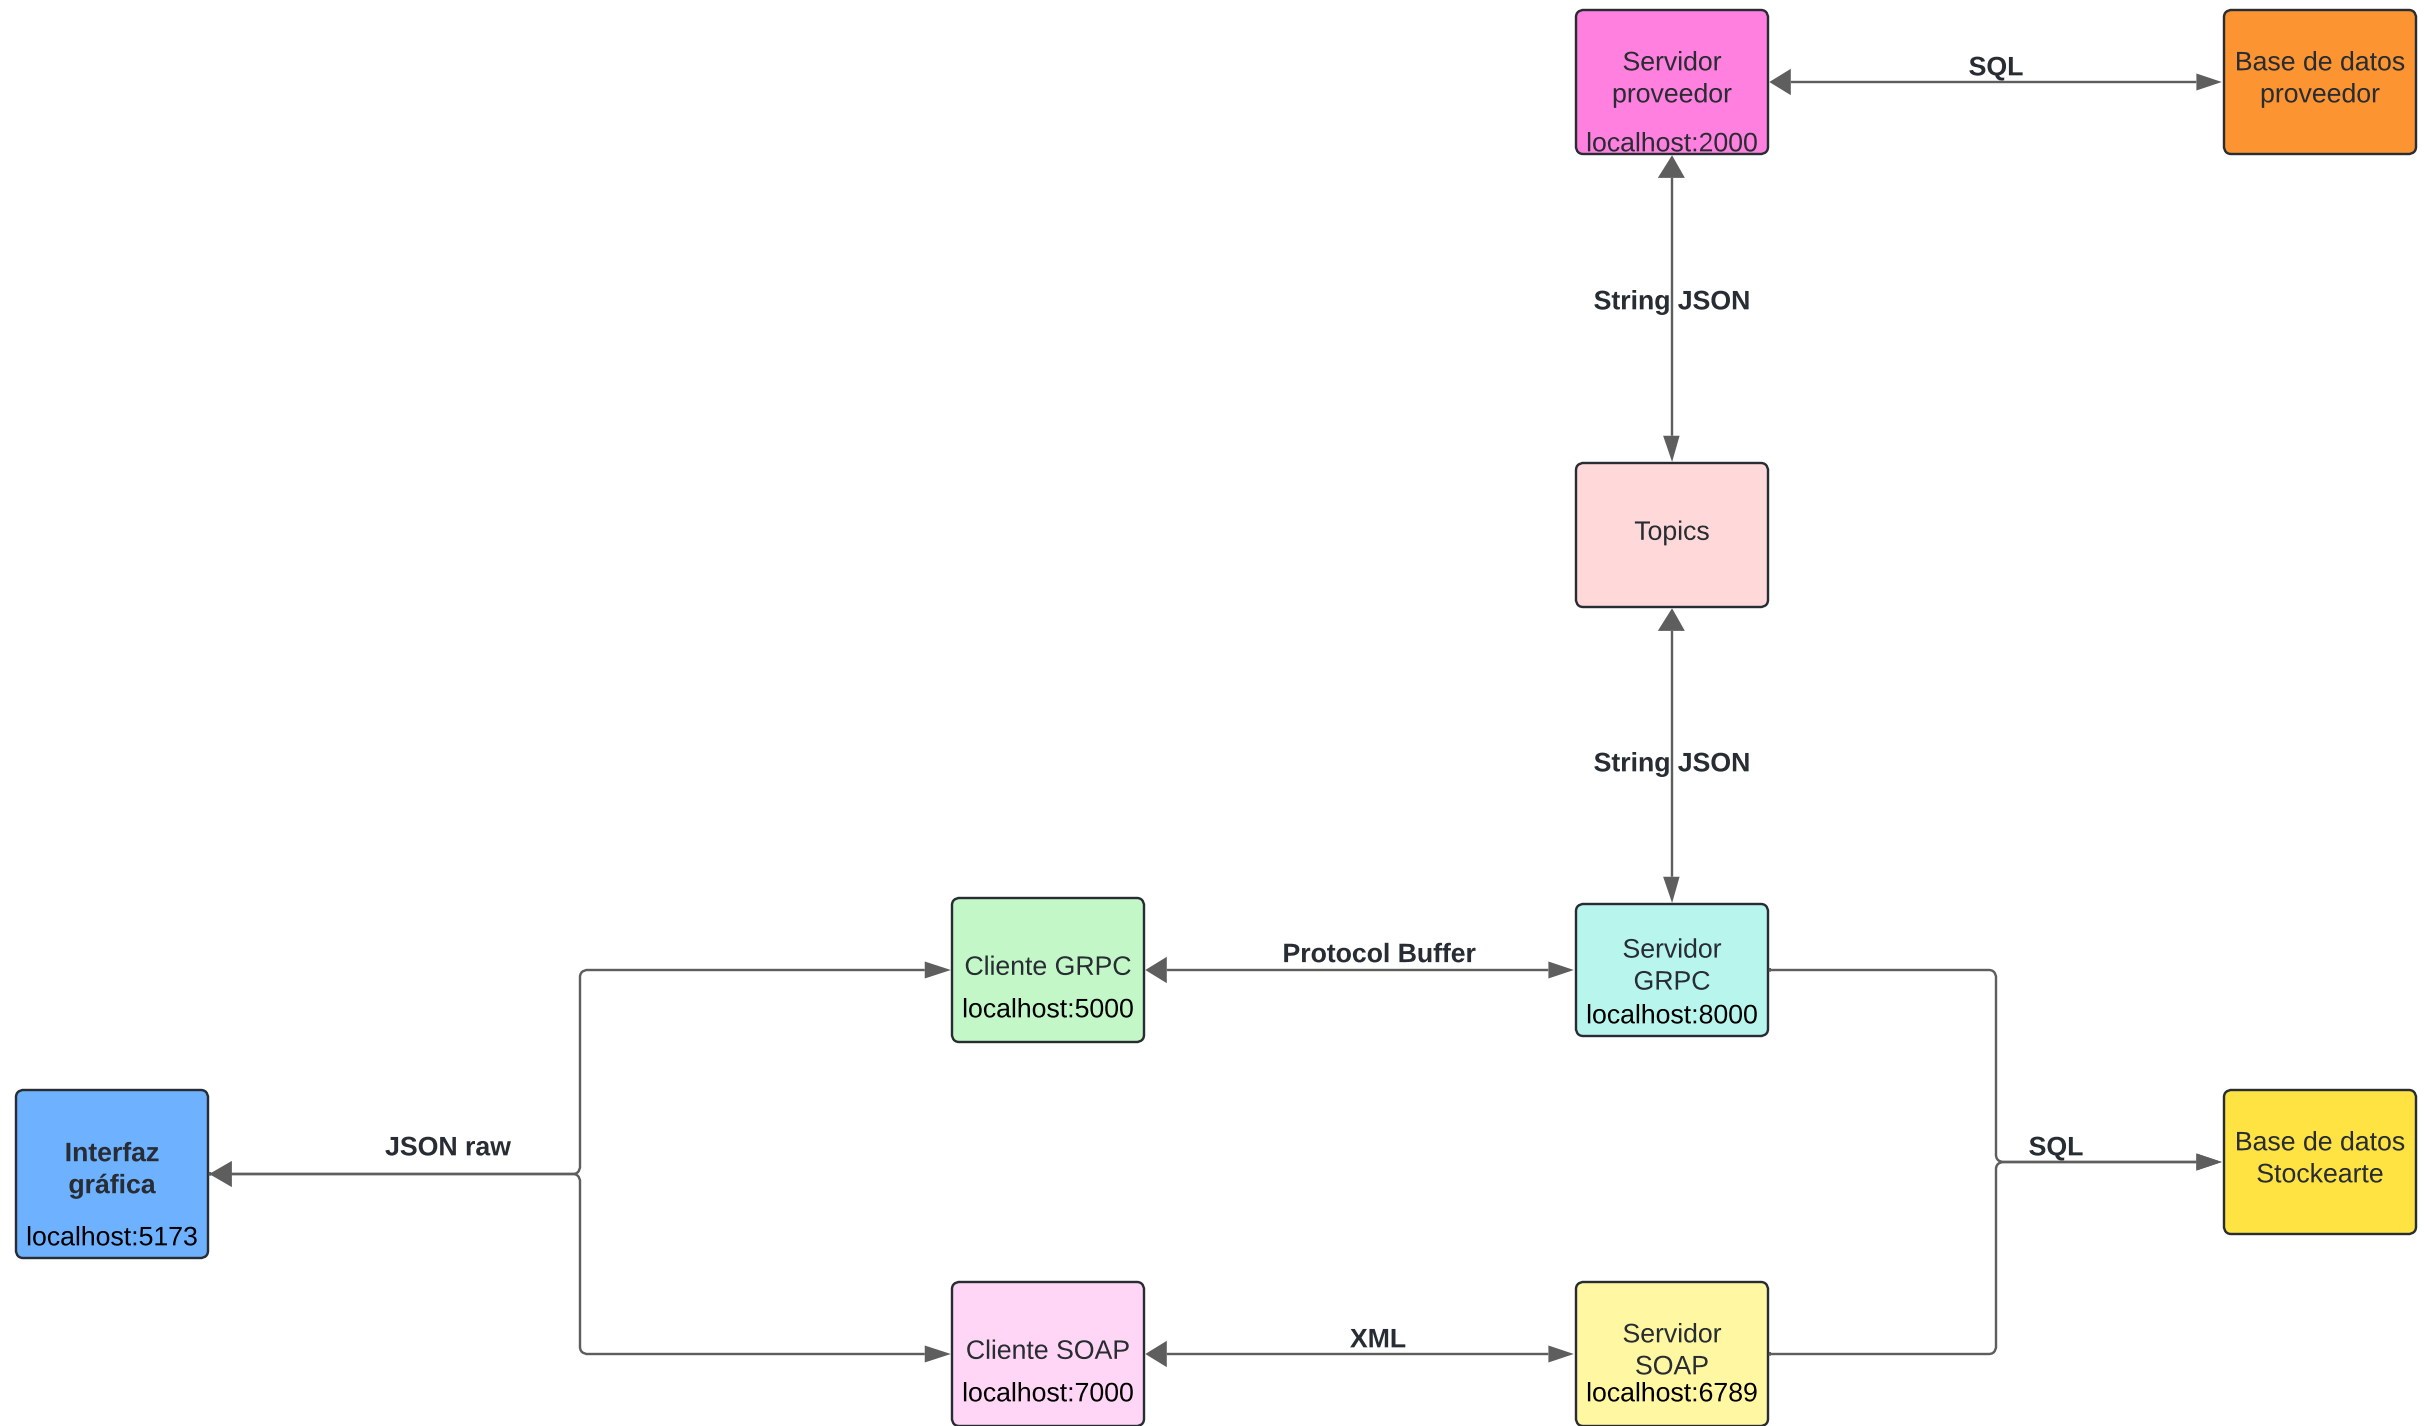 Servidor
proveedor
localhost:2000
SQL
Base de datos
proveedor
String JSON
Topics
String JSON
Cliente GRPC
localhost:5000
Protocol Buffer
Servidor
GRPC
localhost:8000
Interfaz
gráfica
localhost:5173
JSON raw
SQL
Base de datos
Stockearte
Cliente SOAP
localhost:7000
XML
Servidor
SOAP
localhost:6789